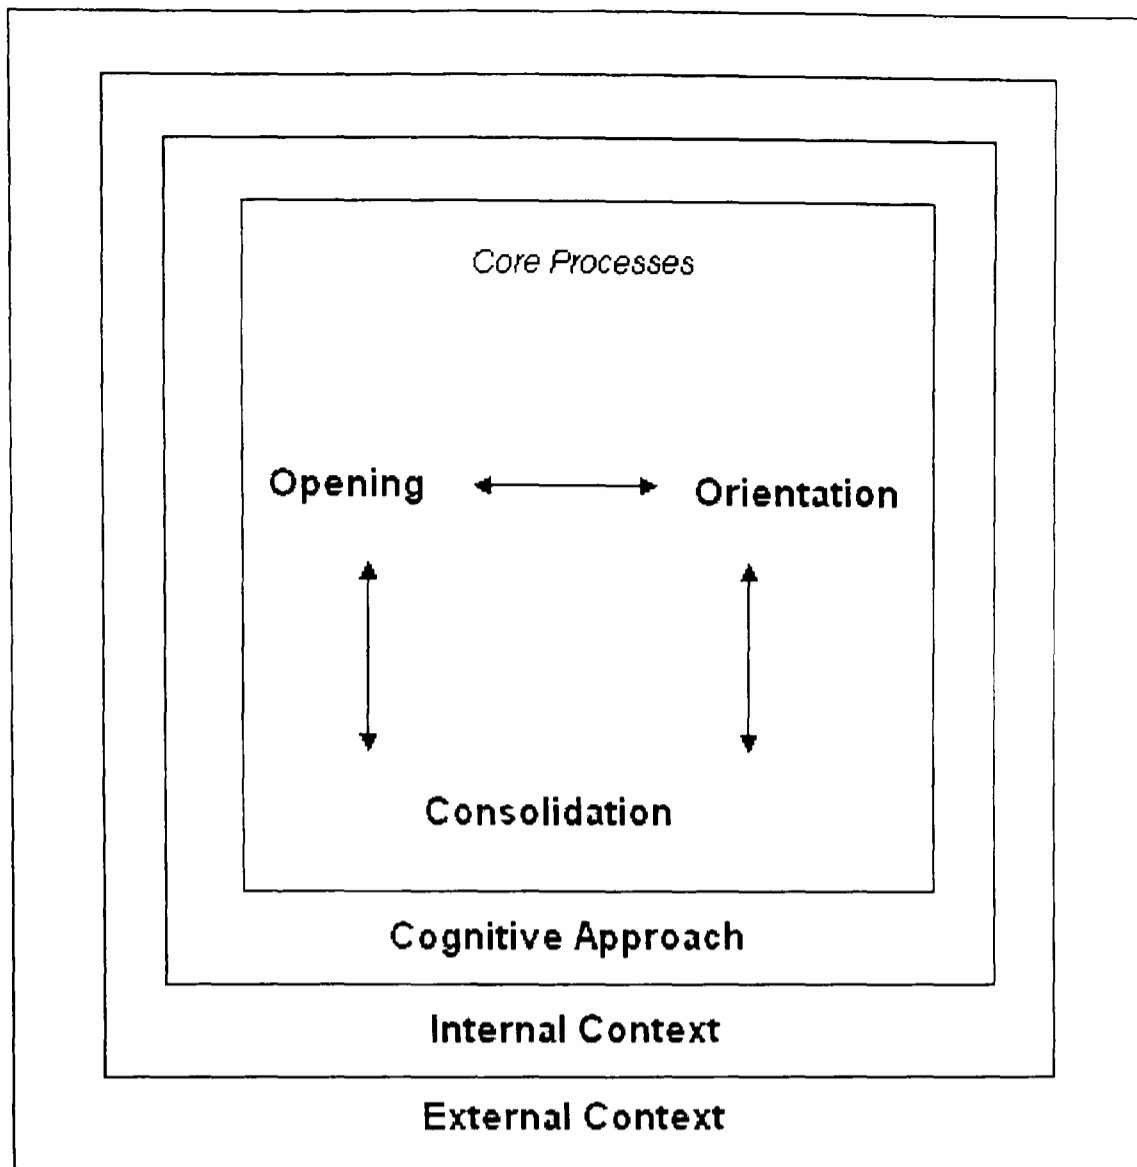 Core Processes
Opening
Orientation
Consolidation
Cognitive Approach
Internal Context
External Context